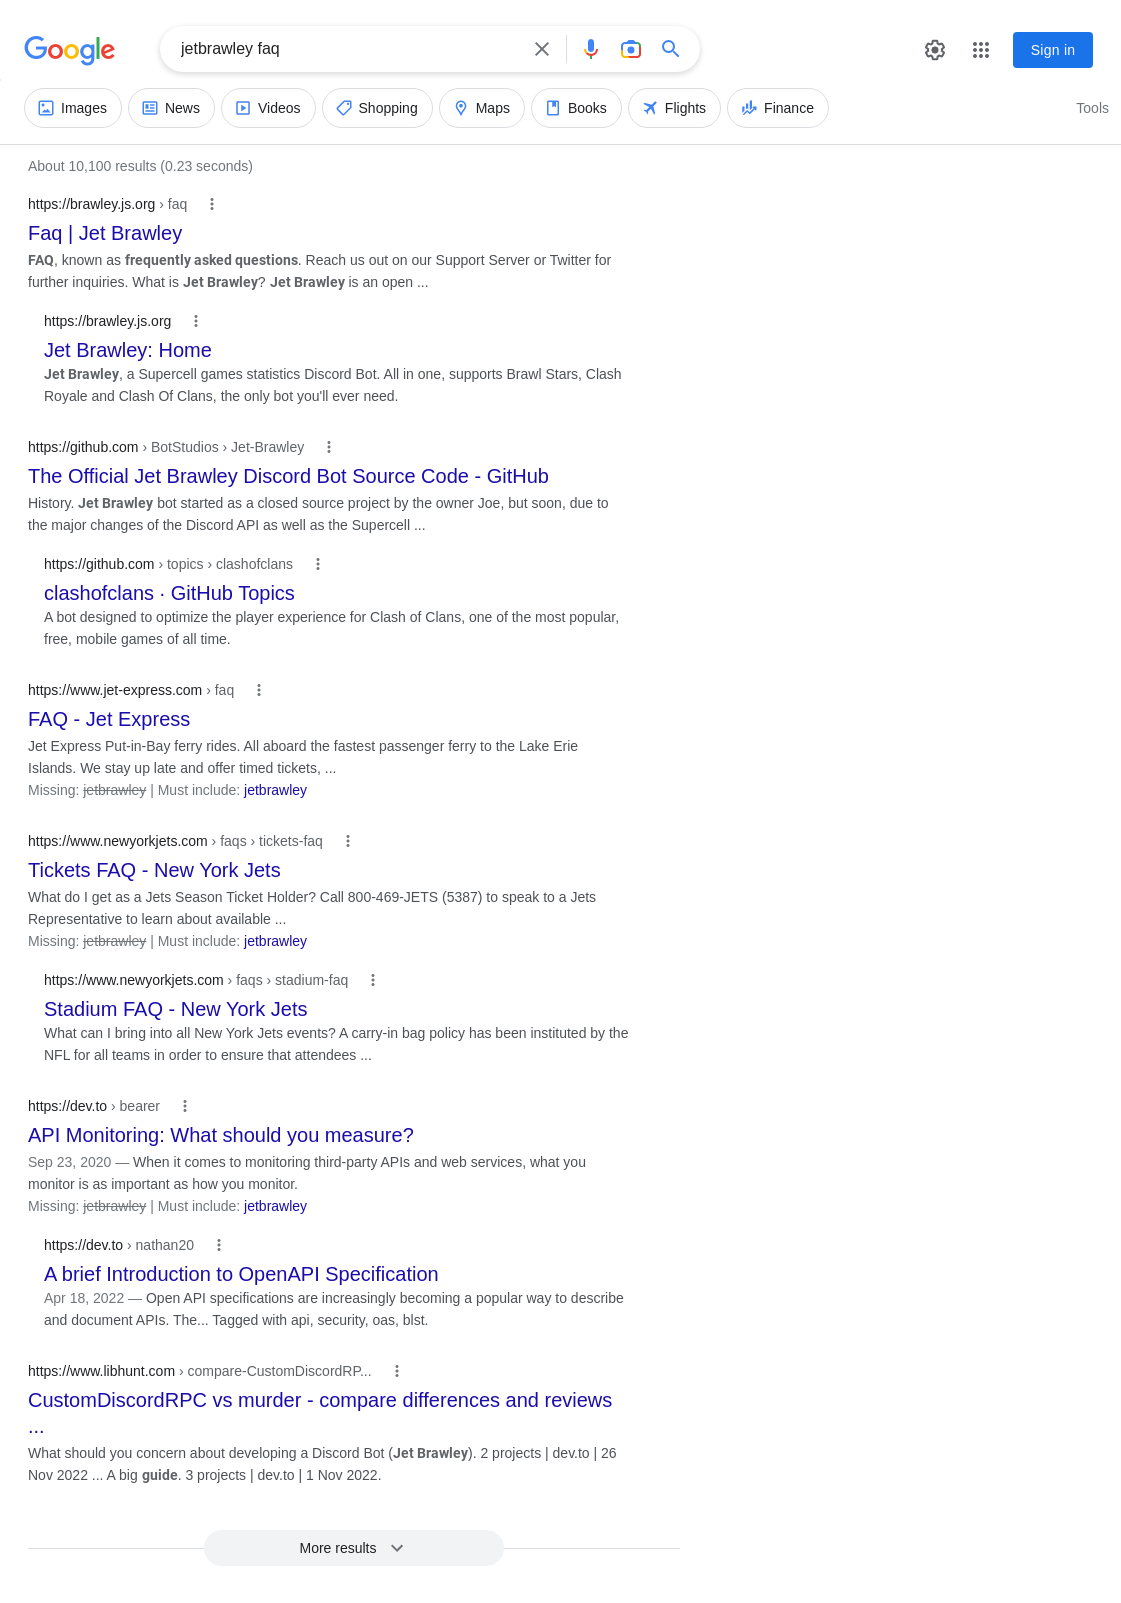 Google
jetbrawley faq
Sign in
Images
News
Videos
Shopping
Maps
Books
Flights
Finance
Tools
About 10,100 results (0.23 seconds)
https://brawley.js.org › faq
Faq | Jet Brawley
FAQ, known as frequently asked questions. Reach us out on our Support Server or Twitter for
further inquiries. What is Jet Brawley? Jet Brawley is an open ...
https://brawley.js.org
Jet Brawley: Home
Jet Brawley, a Supercell games statistics Discord Bot. All in one, supports Brawl Stars, Clash
Royale and Clash Of Clans, the only bot you'll ever need.
https://github.com › BotStudios › Jet-Brawley
The Official Jet Brawley Discord Bot Source Code - GitHub
History. Jet Brawley bot started as a closed source project by the owner Joe, but soon, due to
the major changes of the Discord API as well as the Supercell ...
https://github.com › topics › clashofclans
clashofclans · GitHub Topics
A bot designed to optimize the player experience for Clash of Clans, one of the most popular,
free, mobile games of all time.
https://www.jet-express.com › faq
FAQ - Jet Express
Jet Express Put-in-Bay ferry rides. All aboard the fastest passenger ferry to the Lake Erie
Islands. We stay up late and offer timed tickets, ...
Missing: jetbrawley | Must include: jetbrawley
https://www.newyorkjets.com › faqs › tickets-faq
Tickets FAQ - New York Jets
What do I get as a Jets Season Ticket Holder? Call 800-469-JETS (5387) to speak to a Jets
Representative to learn about available ...
Missing: jetbrawley | Must include: jetbrawley
https://www.newyorkjets.com › faqs › stadium-faq
Stadium FAQ - New York Jets
What can I bring into all New York Jets events? A carry-in bag policy has been instituted by the
NFL for all teams in order to ensure that attendees ...
https://dev.to › bearer
API Monitoring: What should you measure?
Sep 23, 2020 — When it comes to monitoring third-party APIs and web services, what you
monitor is as important as how you monitor.
Missing: jetbrawley | Must include: jetbrawley
https://dev.to › nathan20
A brief Introduction to OpenAPI Specification
Apr 18, 2022 — Open API specifications are increasingly becoming a popular way to describe
and document APIs. The... Tagged with api, security, oas, blst.
https://www.libhunt.com › compare-CustomDiscordRP...
CustomDiscordRPC vs murder - compare differences and reviews
...
What should you concern about developing a Discord Bot (Jet Brawley). 2 projects | dev.to | 26
Nov 2022 ... A big guide. 3 projects | dev.to | 1 Nov 2022.
More results